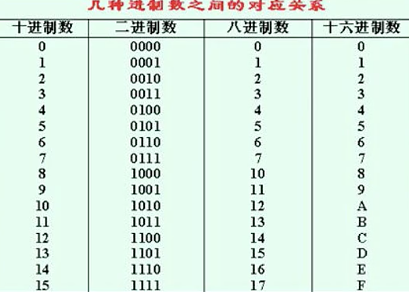 几种进制数之间的对应关系
十进制数 二进制数 八进制数 十六进制数
0 0000 0 0
1 0001 1 1
2 0010 2 2
3 0011 3 3
4 0100 4 4
5 0101 5 5
6 0110 6 6
7 0111 7 7
8 1000 10 8
9 1001 11 9
10 1010 12 A
11 1011 13 B
12 1100 14 C
13 1101 15 D
14 1110 16 E
15 1111 17 F